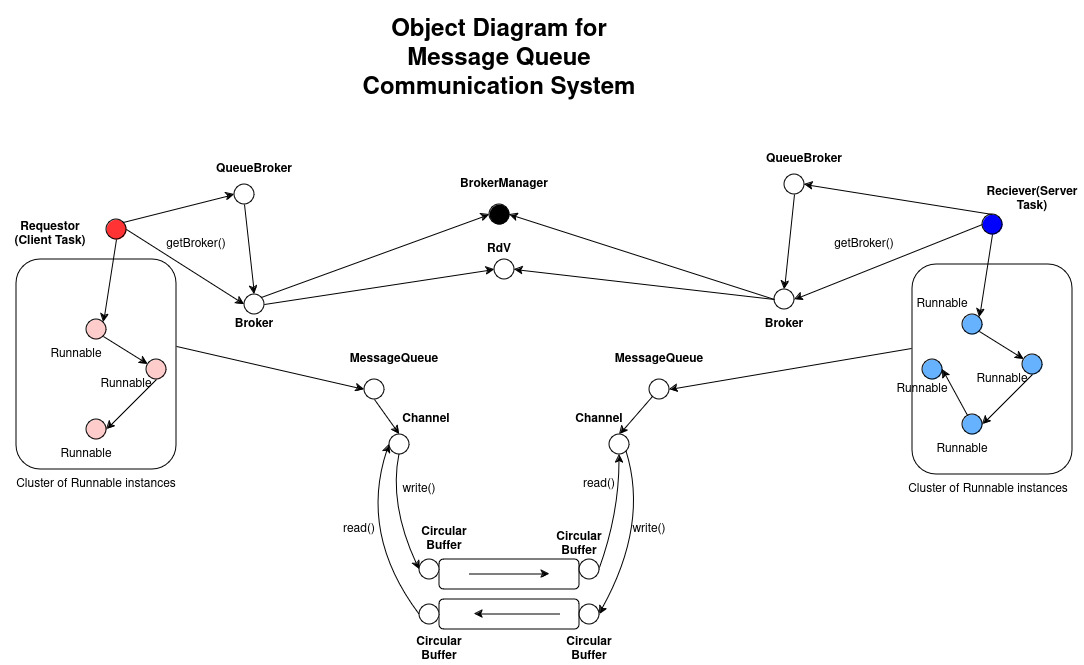 Object Diagram for
Message Queue
Communication System
QueueBroker
QueueBroker
BrokerManager
Reciever(Server
Task)
Requestor
(Client Task)
getBroker()
RdV
getBroker()
Broker
Broker
Runnable
Runnable
Runnable
Runnable
Runnable
Runnable
Runnable
Cluster of Runnable instances
Cluster of Runnable instances
MessageQueue
MessageQueue
Channel
Channel
write()
read()
read()
write()
Circular
Buffer
Circular
Buffer
Circular
Buffer
Circular
Buffer